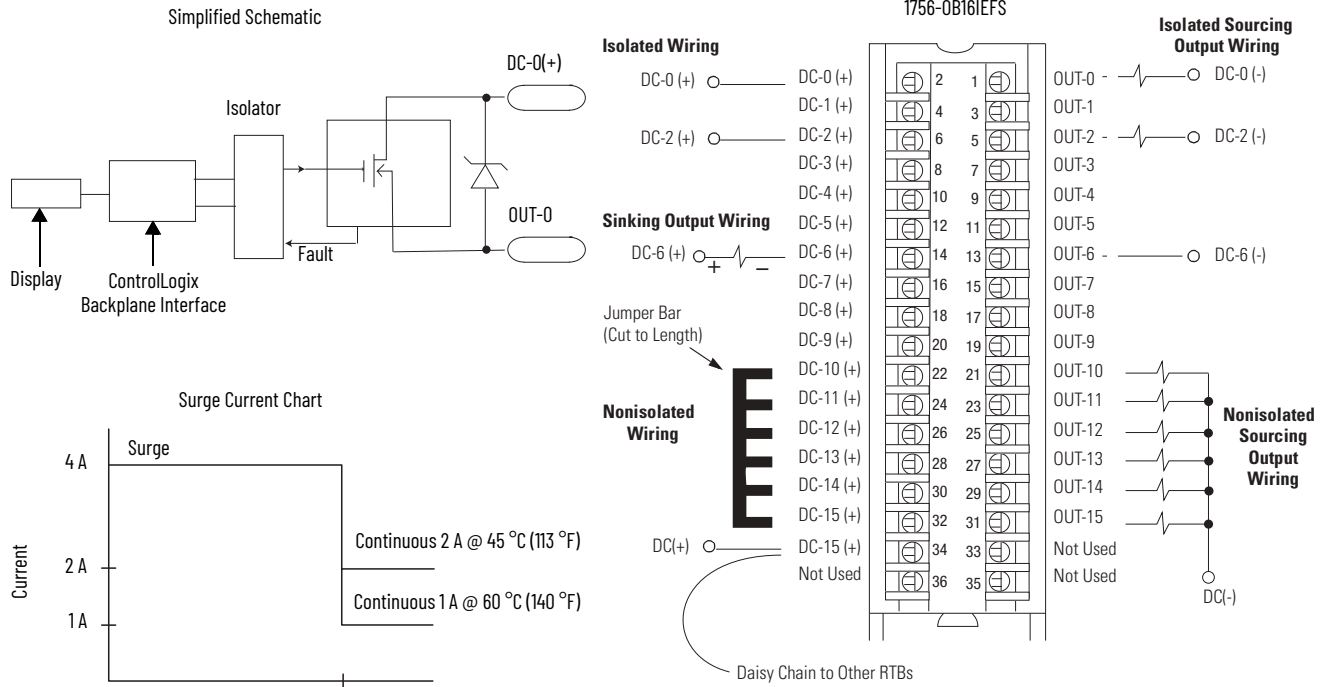 Simplified Schematic
DC-0(+)
Isolator
OUT-0
Fault
Display
ControlLogix
Backplane Interface
Surge Current Chart
Surge
4 A
Continuous 2 A @ 45 °C (113 °F)
2 A
Continuous 1 A @ 60 °C (140 °F)
1 A
Current
1756-OB16IEFS
Isolated Wiring
DC-0 (+)
DC-2 (+)
Sinking Output Wiring
DC-6 (+)
+ –
Jumper Bar
(Cut to Length)
Nonisolated
Wiring
DC(+)
Daisy Chain to Other RTBs
DC-0 (+) 2 1 OUT-0
DC-1 (+) 4 3 OUT-1
DC-2 (+) 6 5 OUT-2
DC-3 (+) 8 7 OUT-3
DC-4 (+) 10 9 OUT-4
DC-5 (+) 12 11 OUT-5
DC-6 (+) 14 13 OUT-6
DC-7 (+) 16 15 OUT-7
DC-8 (+) 18 17 OUT-8
DC-9 (+) 20 19 OUT-9
DC-10 (+) 22 21 OUT-10
DC-11 (+) 24 23 OUT-11
DC-12 (+) 26 25 OUT-12
DC-13 (+) 28 27 OUT-13
DC-14 (+) 30 29 OUT-14
DC-15 (+) 32 31 OUT-15
DC-15 (+) 34 33 Not Used
Not Used 36 35 Not Used
Isolated Sourcing
Output Wiring
DC-0 (-)
DC-2 (-)
DC-6 (-)
Nonisolated
Sourcing
Output
Wiring
DC(-)